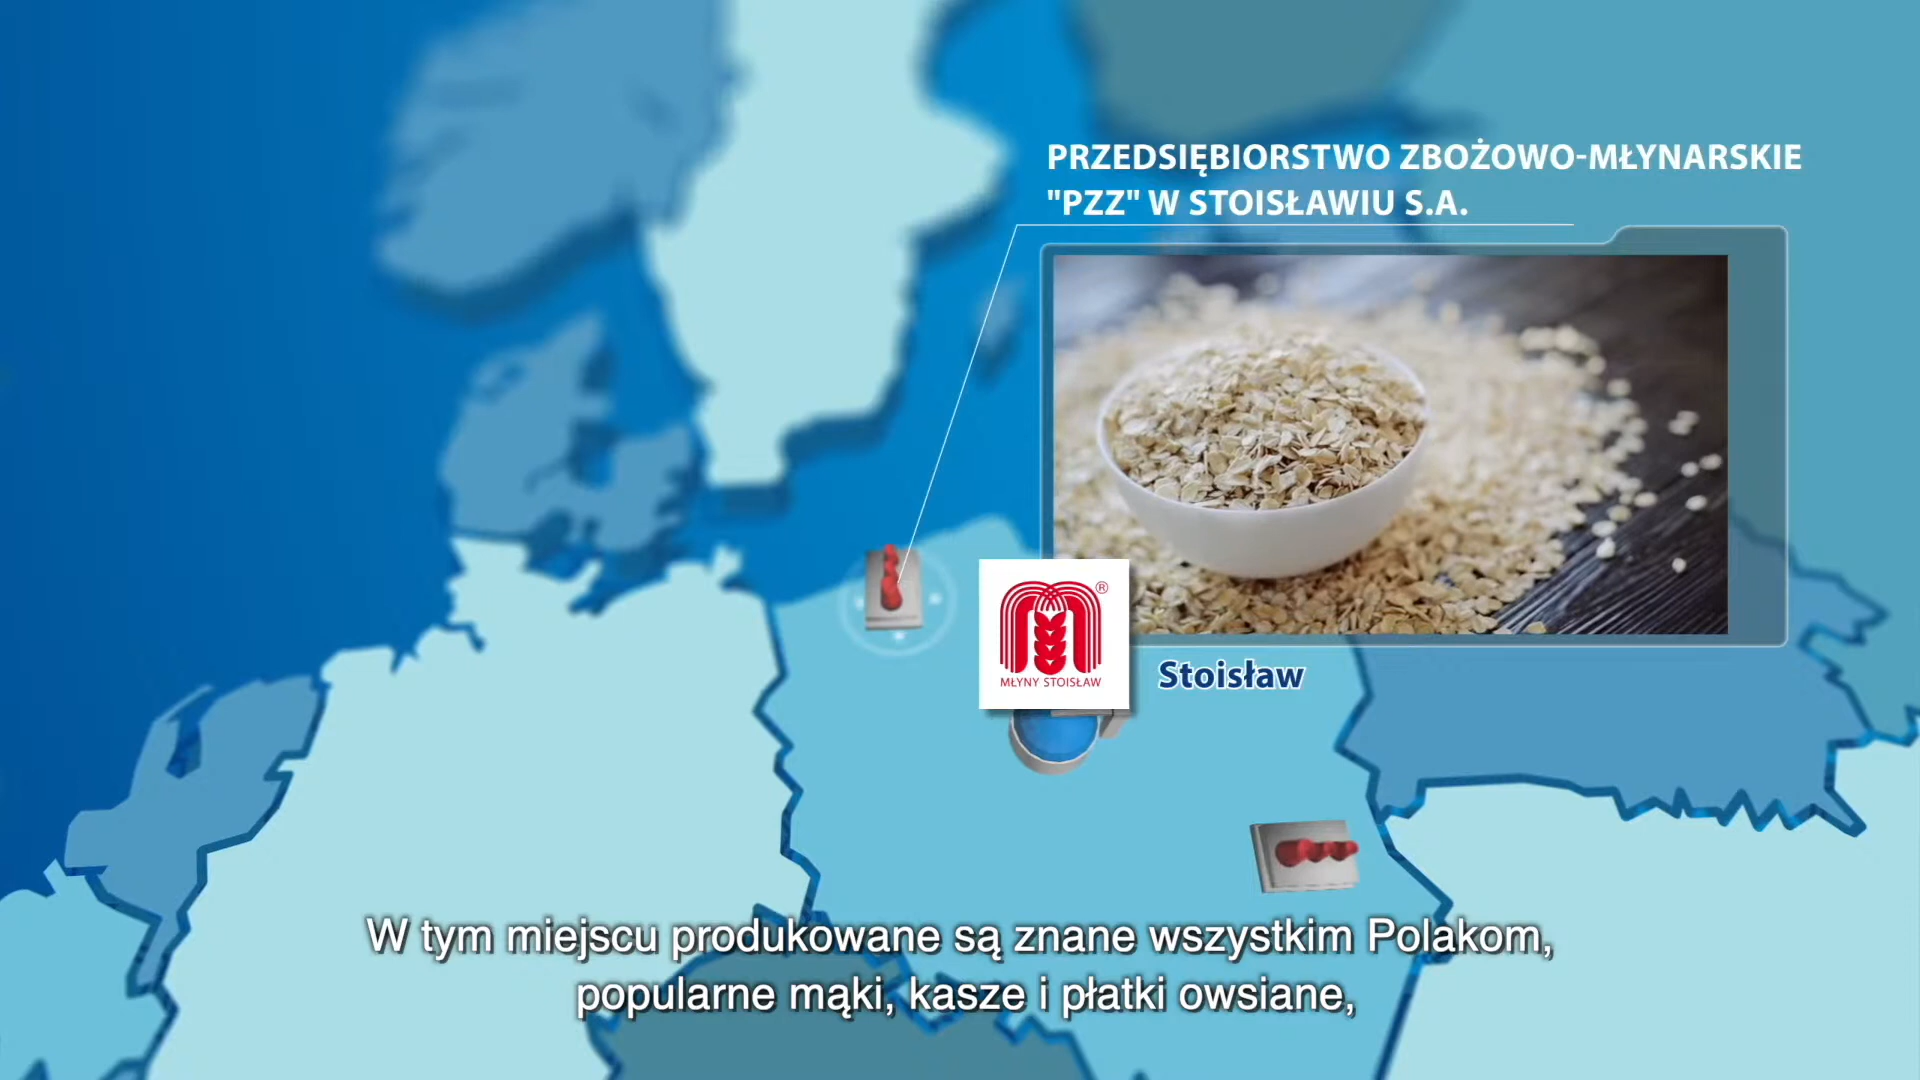 PRZEDSIĘBIORSTWO ZBOŻOWO-MŁYNARSKIE
"PZZ" W STOISŁAWIU S.A.
®
MŁYNY STOISŁAW
Stoisław
W tym miejscu produkowane są znane wszystkim Polakom,
popularne mąki, kasze i płatki owsiane,